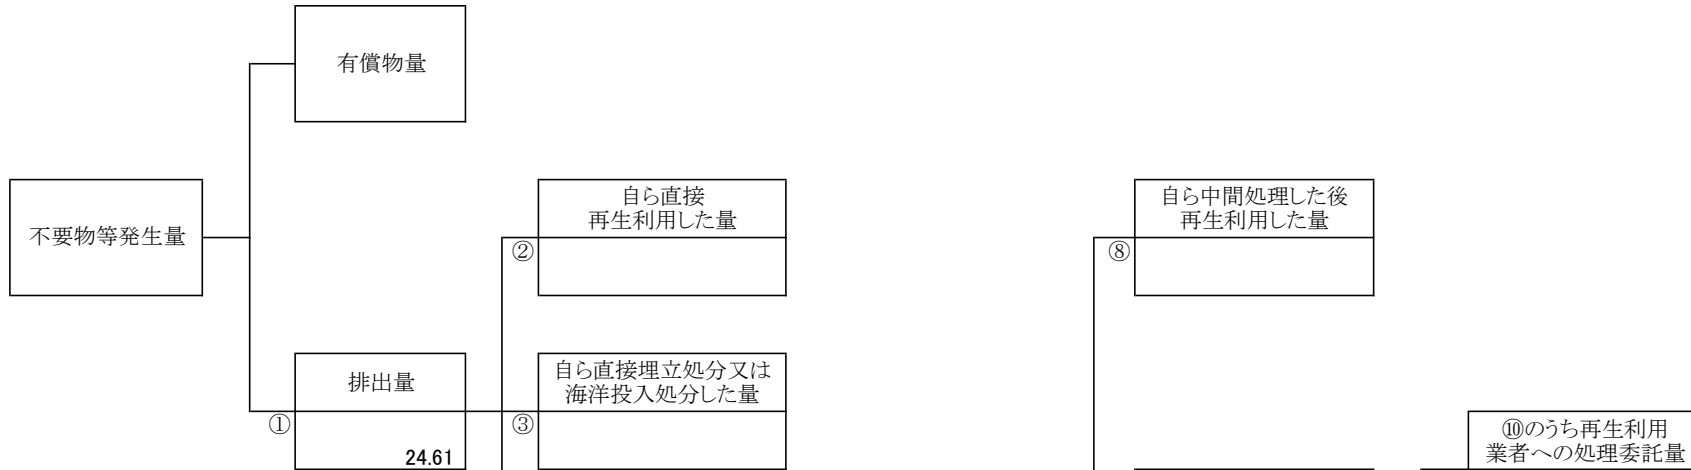 有償物量
不要物等発生量
自ら直接
再生利用した量
②
自ら中間処理した後
再生利用した量
⑧
排出量
①
24.61
自ら直接埋立処分又は
海洋投入処分した量
③
⑩のうち再生利用
業者への処理委託量